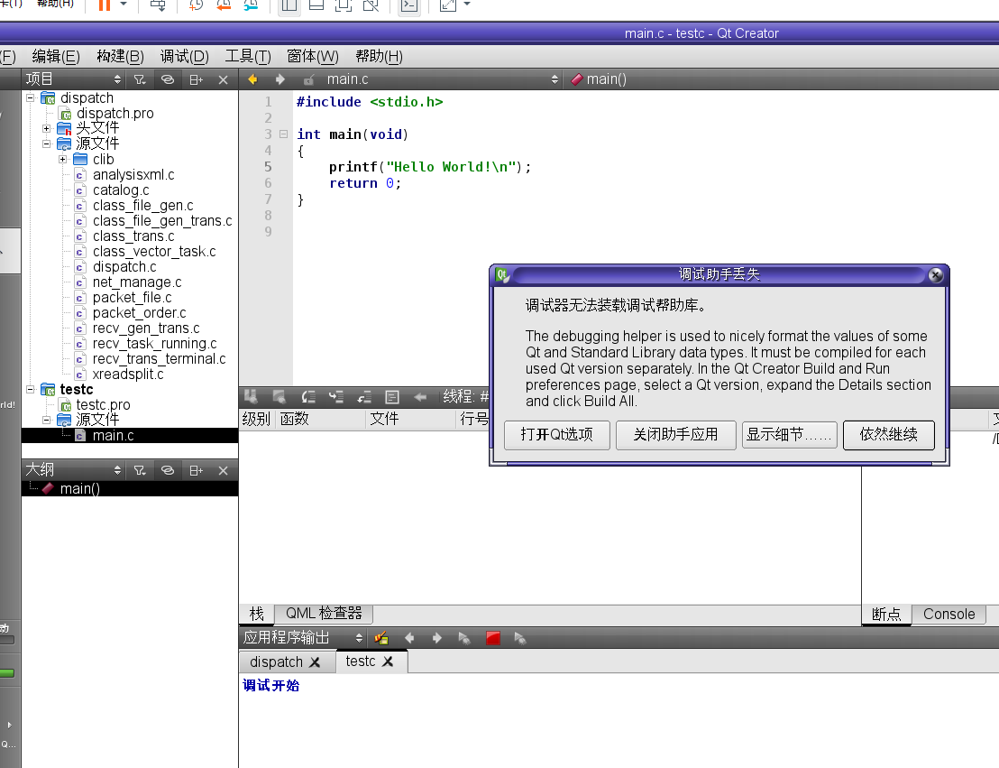 卡(T) 帮助(H)
main.c - testc - Qt Creator
(F) 编辑(E) 构建(B) 调试(D) 工具(T) 窗体(W) 帮助(H)
项目
main.c
main()
dispatch
dispatch.pro
头文件
源文件
clib
analysisxml.c
catalog.c
class_file_gen.c
class_file_gen_trans.c
class_trans.c
class_vector_task.c
dispatch.c
net_manage.c
packet_file.c
packet_order.c
recv_gen_trans.c
recv_task_running.c
recv_trans_terminal.c
xreadsplit.c
testc
testc.pro
源文件
main.c
大纲
main()
1 #include <stdio.h>
2
3 int main(void)
4 {
5 printf("Hello World!\n");
6 return 0;
7 }
8
9
调试助手丢失
调试器无法装载调试帮助库。
The debugging helper is used to nicely format the values of some
Qt and Standard Library data types. It must be compiled for each
used Qt version separately. In the Qt Creator Build and Run
preferences page, select a Qt version, expand the Details section
and click Build All.
打开Qt选项 关闭助手应用 显示细节…… 依然继续
线程: #
级别 函数 文件 行号
栈 QML 检查器
断点 Console
应用程序输出
dispatch testc
调试开始
rld!
动
Q...